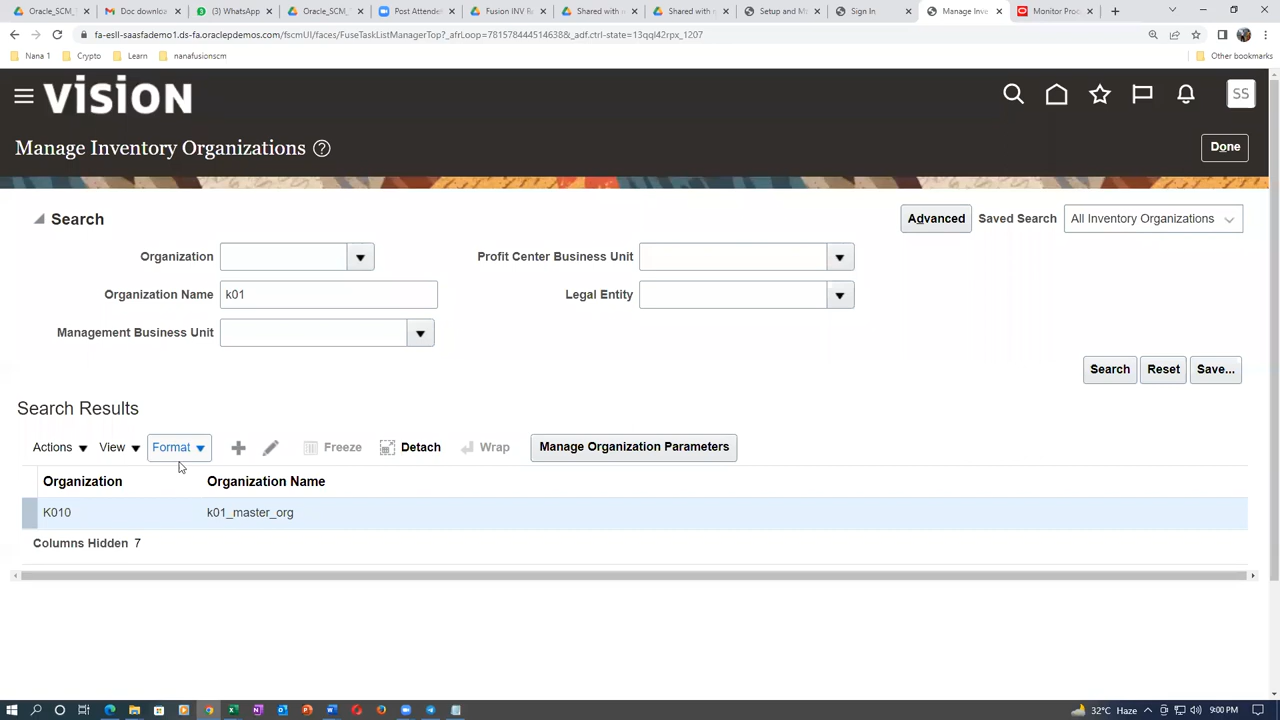 Oracle_SCM_
Doc downloa
(3) WhatsApp
Oracle_SCM_
Post Attende
Fusion INV R
Shared with
Shared with
Setup and M
Sign In
Manage Inve
Monitor Proc
fa-esll-saasfademo1.ds-fa.oraclepdemos.com/fscmUI/faces/FuseTaskListManagerTop?_afrLoop=781578444514638&_adf.ctrl-state=13qql42rpx_1207
Nana 1
Crypto
Learn
nanafusionscm
Other bookmarks
VISION
SS
Manage Inventory Organizations ?
Done
Search
Advanced
Saved Search
All Inventory Organizations
Organization
Profit Center Business Unit
Organization Name k01
Legal Entity
Management Business Unit
Search
Reset
Save...
Search Results
Actions
View
Format
Freeze
Detach
Wrap
Manage Organization Parameters
Organization
Organization Name
K010
k01_master_org
Columns Hidden 7
32°C Haze
9:00 PM